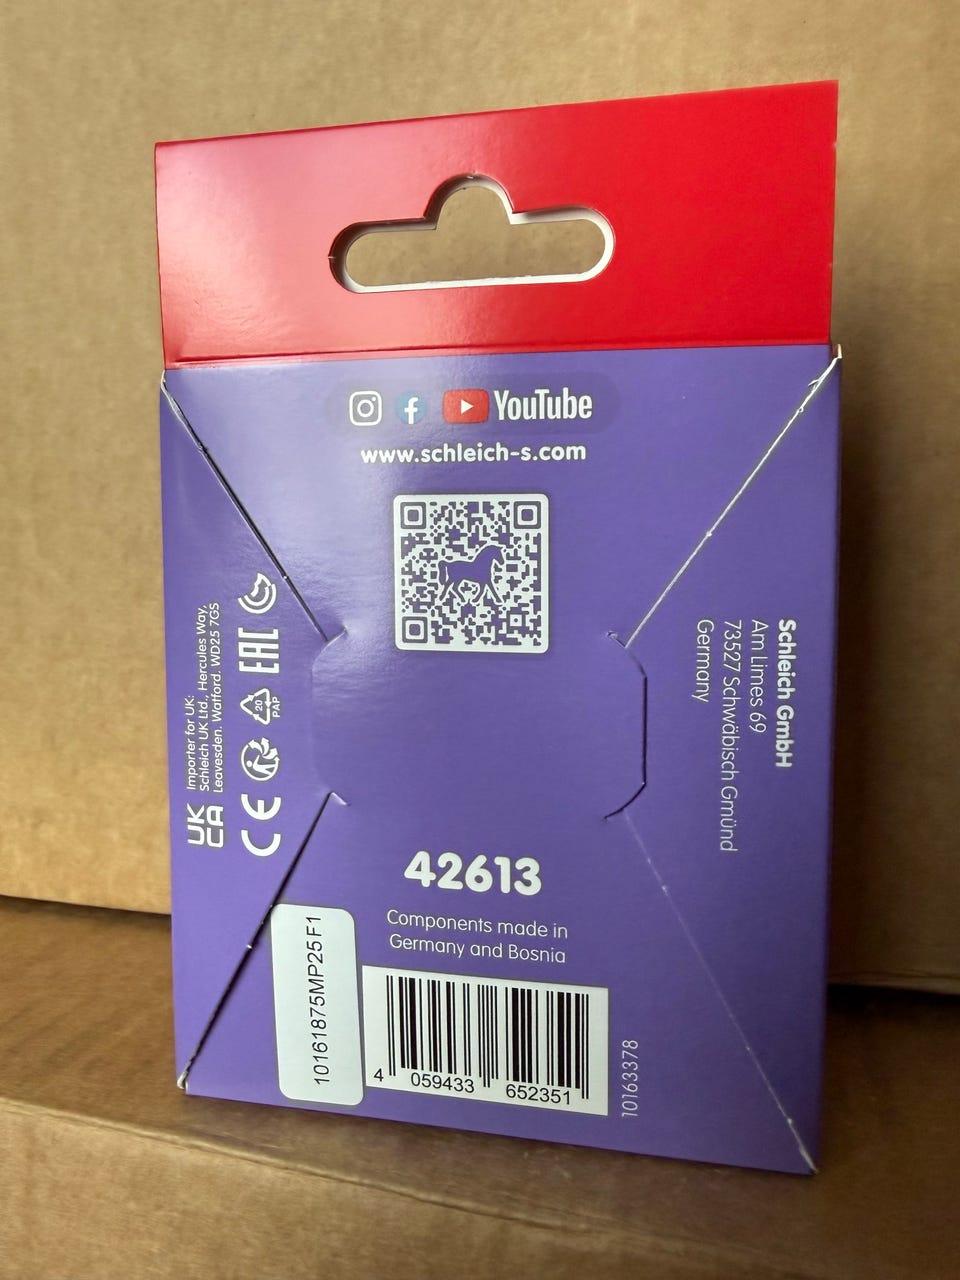 YouTube
www.schleich-s.com
Importer for UK:
Schleich UK Ltd., Hercules Way,
Leavesden. Watford. WD25 7GS
UK
CA
CE
20
PAP
EAC
Schleich GmbH
Am Limes 69
73527 Schwäbisch Gmünd
Germany
42613
Components made in
Germany and Bosnia
10161875MP25F1
4 059433 652351
10163378